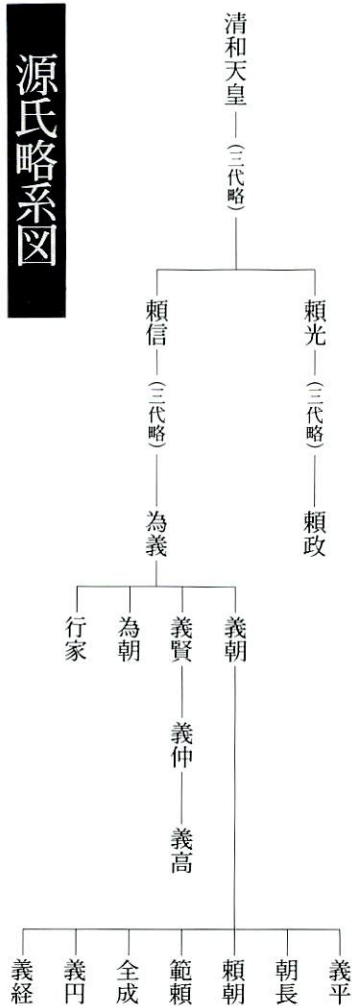 源氏略系図
清和天皇
(三代略)
頼光
(三代略)
頼政
頼信
(三代略)
為義
義朝
義賢
義仲
義高
為朝
行家
義平
朝長
頼朝
範頼
全成
義円
義経